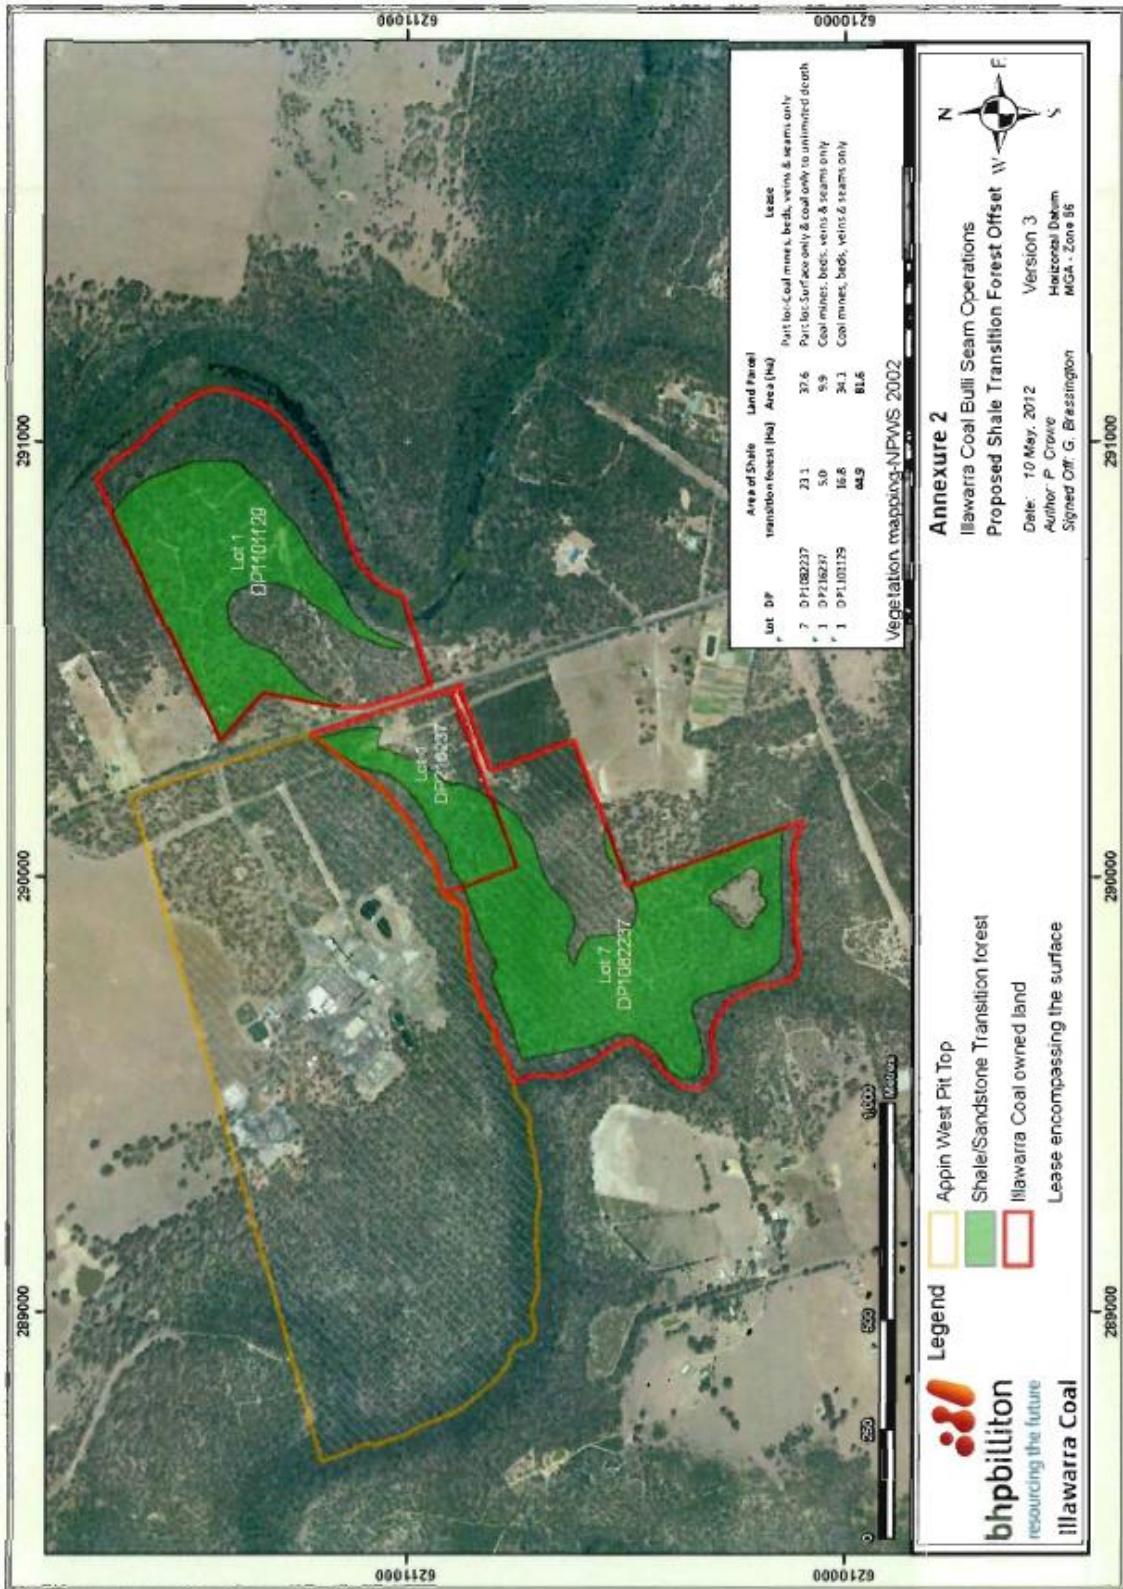 289000
290000
291000
6211000
6211000
6210000
6210000
Lot 1
DP1101129
Lot 1
DP216237
Lot 7
DP1082237
Lot DP Area of Shale transition forest (Ha) Land Parcel Area (Ha) Lease
7 DP1082237 23.1 37.6 Part lot-Coal mines, beds, veins & seams only
Part lot-Surface only & coal only to unlimited depth
1 DP216237 5.0 9.9 Coal mines, beds, veins & seams only
1 DP1101129 16.8 34.1 Coal mines, beds, veins & seams only
44.9 81.6
Vegetation mapping-NPWS 2002
0 250 500 1,000
Metres
bhpbilliton
resourcing the future
Illawarra Coal
Legend
Appin West Pit Top
Shale/Sandstone Transition forest
Illawarra Coal owned land
Lease encompassing the surface
Annexure 2
Illawarra Coal Bulli Seam Operations
Proposed Shale Transition Forest Offset
Date: 10 May, 2012
Version 3
Author: P. Crowe
Signed Off: G. Brassington
Horizontal Datum
MGA - Zone 56
N
W E
S
289000
290000
291000